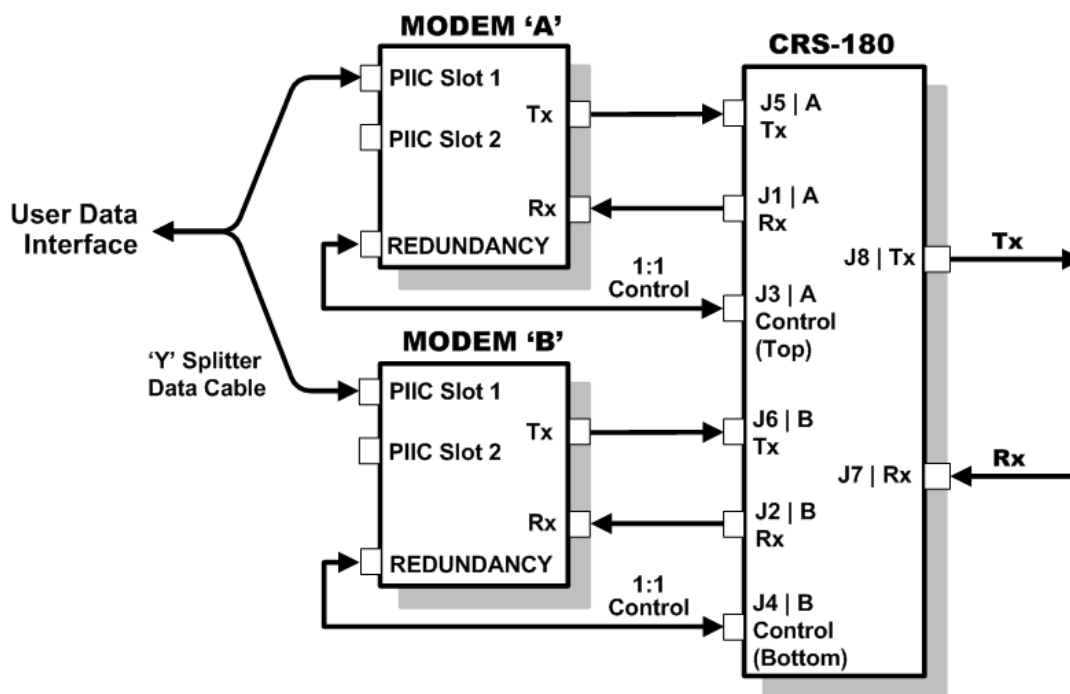 MODEM ‘A’
PIIC Slot 1
Tx
PIIC Slot 2
Rx
REDUNDANCY
User Data
Interface
‘Y’ Splitter
Data Cable
1:1
Control
MODEM ‘B’
PIIC Slot 1
Tx
PIIC Slot 2
Rx
REDUNDANCY
1:1
Control
CRS-180
J5 | A
Tx
J1 | A
Rx
J3 | A
Control
(Top)
J6 | B
Tx
J2 | B
Rx
J4 | B
Control
(Bottom)
J8 | Tx
Tx
J7 | Rx
Rx